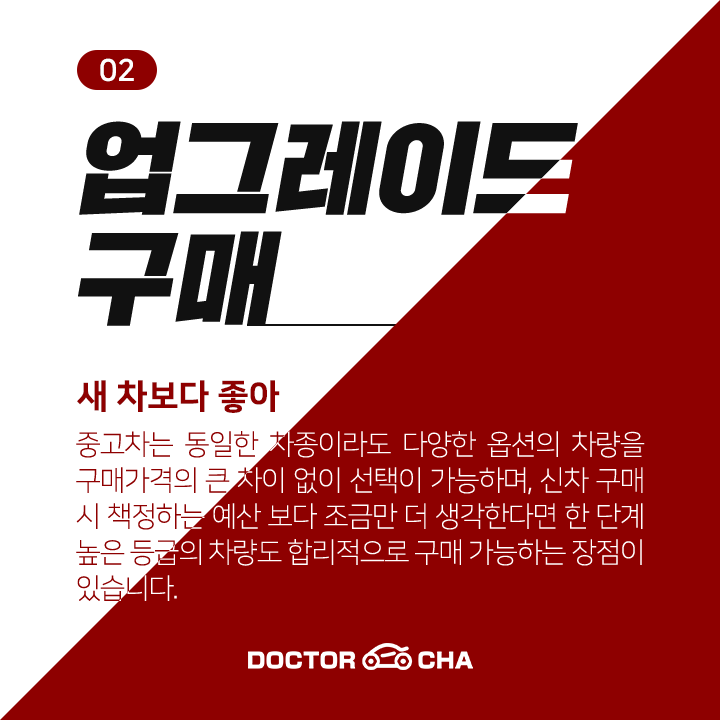 02
업그레이드
구매
새 차보다 좋아
중고차는 동일한 차종이라도 다양한 옵션의 차량을
구매가격의 큰 차이 없이 선택이 가능하며, 신차 구매
시 책정하는 예산 보다 조금만 더 생각한다면 한 단계
높은 등급의 차량도 합리적으로 구매 가능하는 장점이
있습니다.
DOCTOR CHA